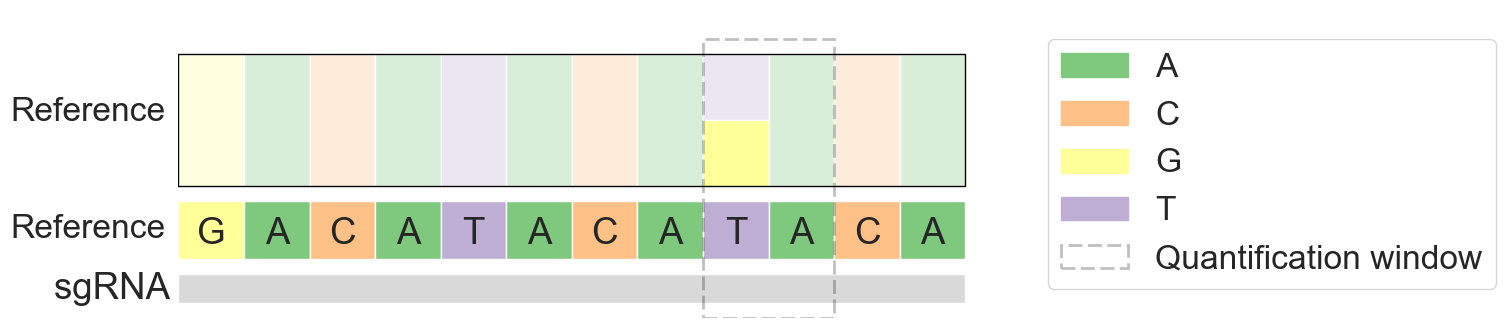 Reference
Reference G A C A T A C A T A C A
sgRNA
A
C
G
T
Quantification window